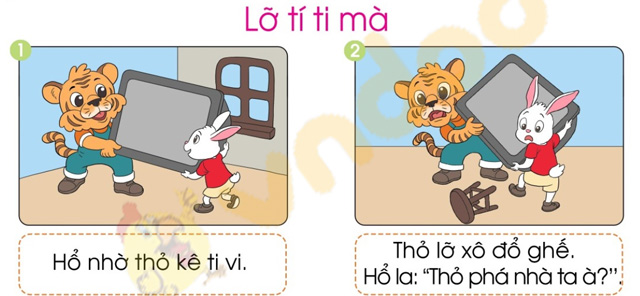 Lỡ tí ti mà
1
2
Hổ nhờ thỏ kê ti vi.
Thỏ lỡ xô đổ ghế.
Hổ la: “Thỏ phá nhà ta à?”.
vndoo